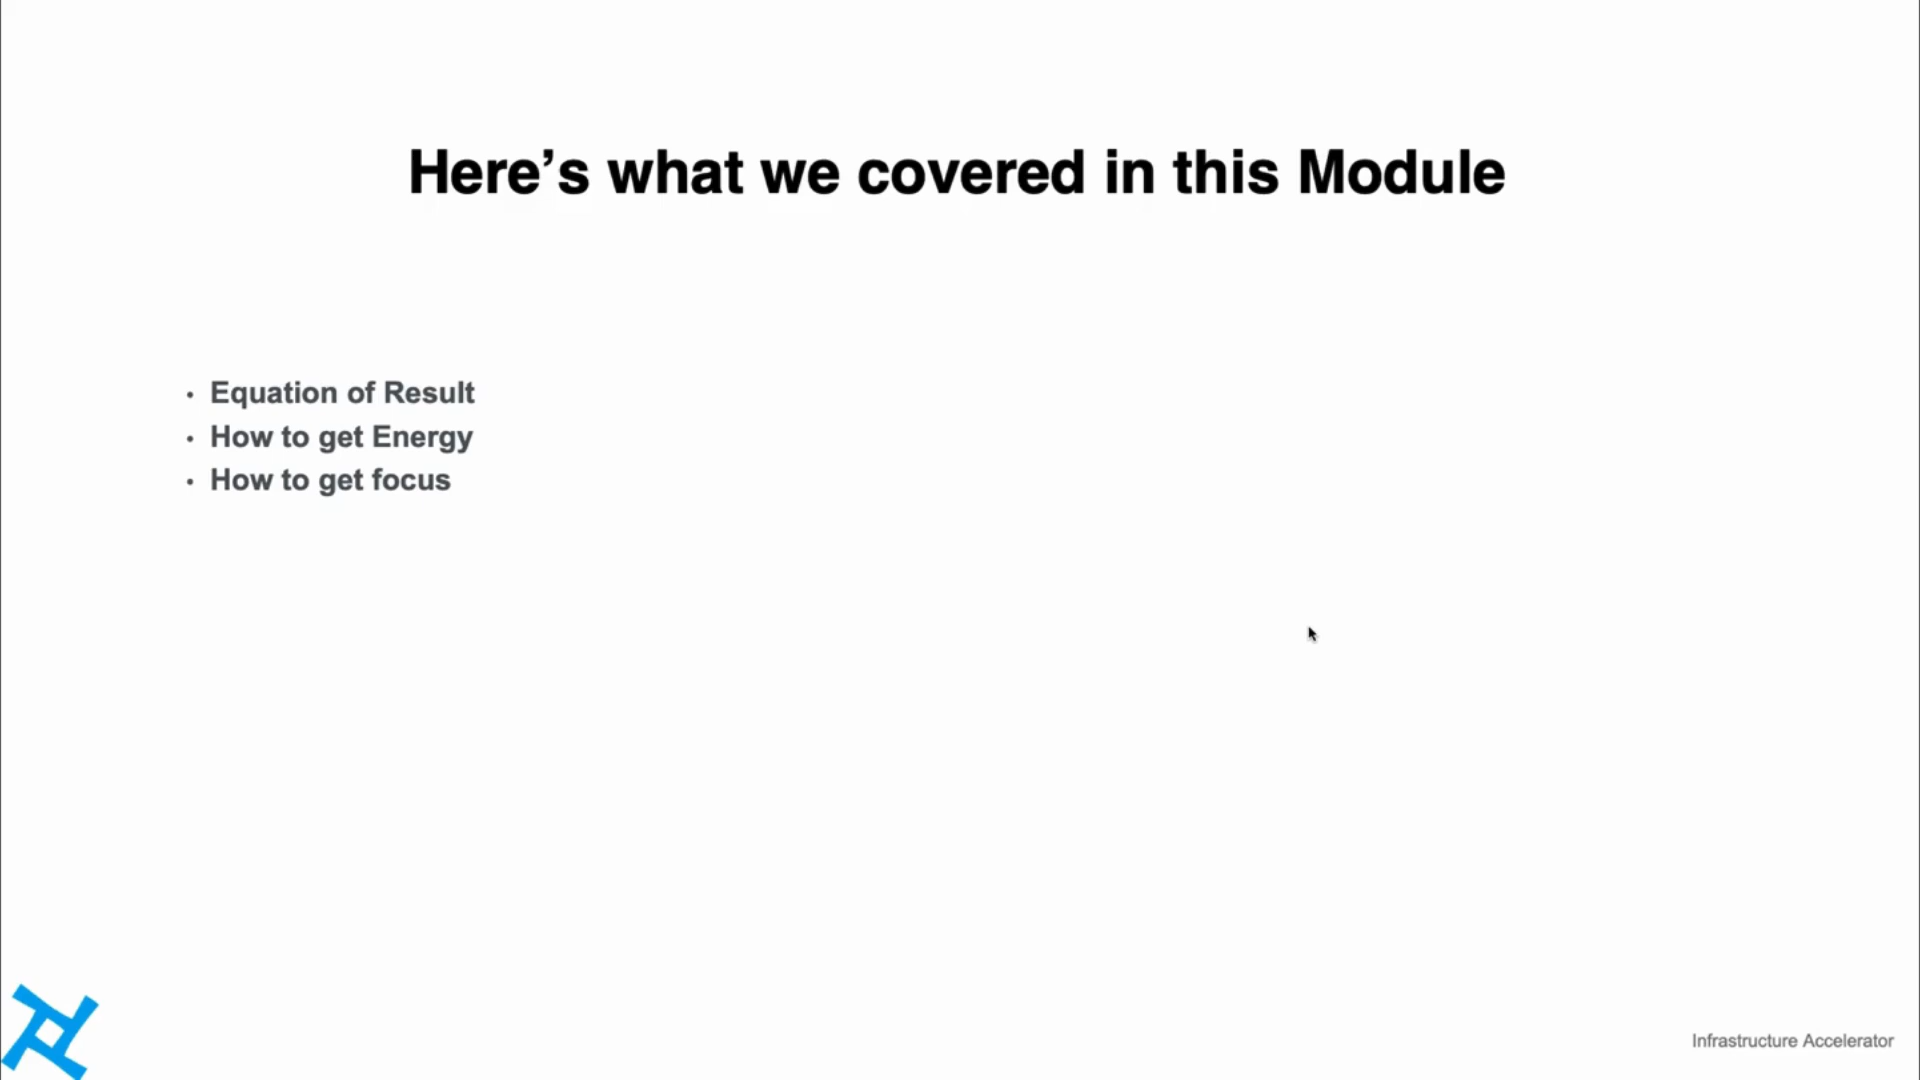 Here’s what we covered in this Module
• Equation of Result
• How to get Energy
• How to get focus
Infrastructure Accelerator